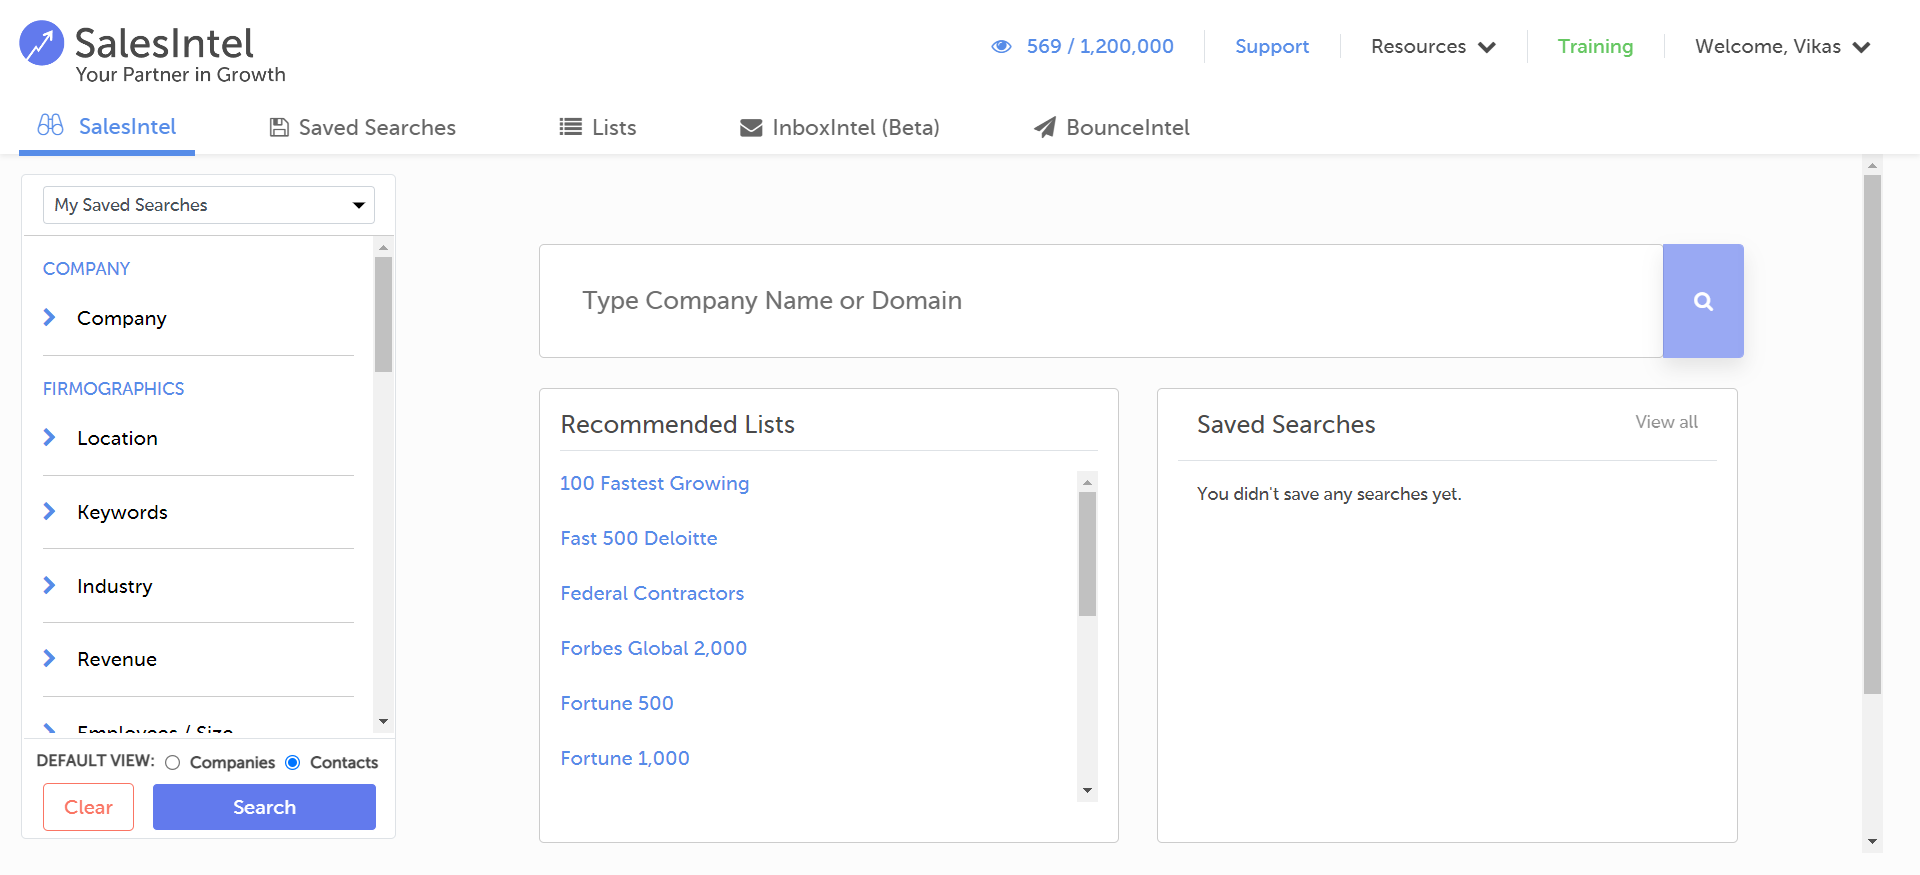 SalesIntel
Your Partner in Growth
569 / 1,200,000
Support
Resources
Training
Welcome, Vikas
SalesIntel
Saved Searches
Lists
InboxIntel (Beta)
BounceIntel
My Saved Searches
COMPANY
Company
FIRMOGRAPHICS
Location
Keywords
Industry
Revenue
Employees / Size
DEFAULT VIEW:
Companies
Contacts
Clear
Search
Type Company Name or Domain
Recommended Lists
100 Fastest Growing
Fast 500 Deloitte
Federal Contractors
Forbes Global 2,000
Fortune 500
Fortune 1,000
Saved Searches
View all
You didn't save any searches yet.